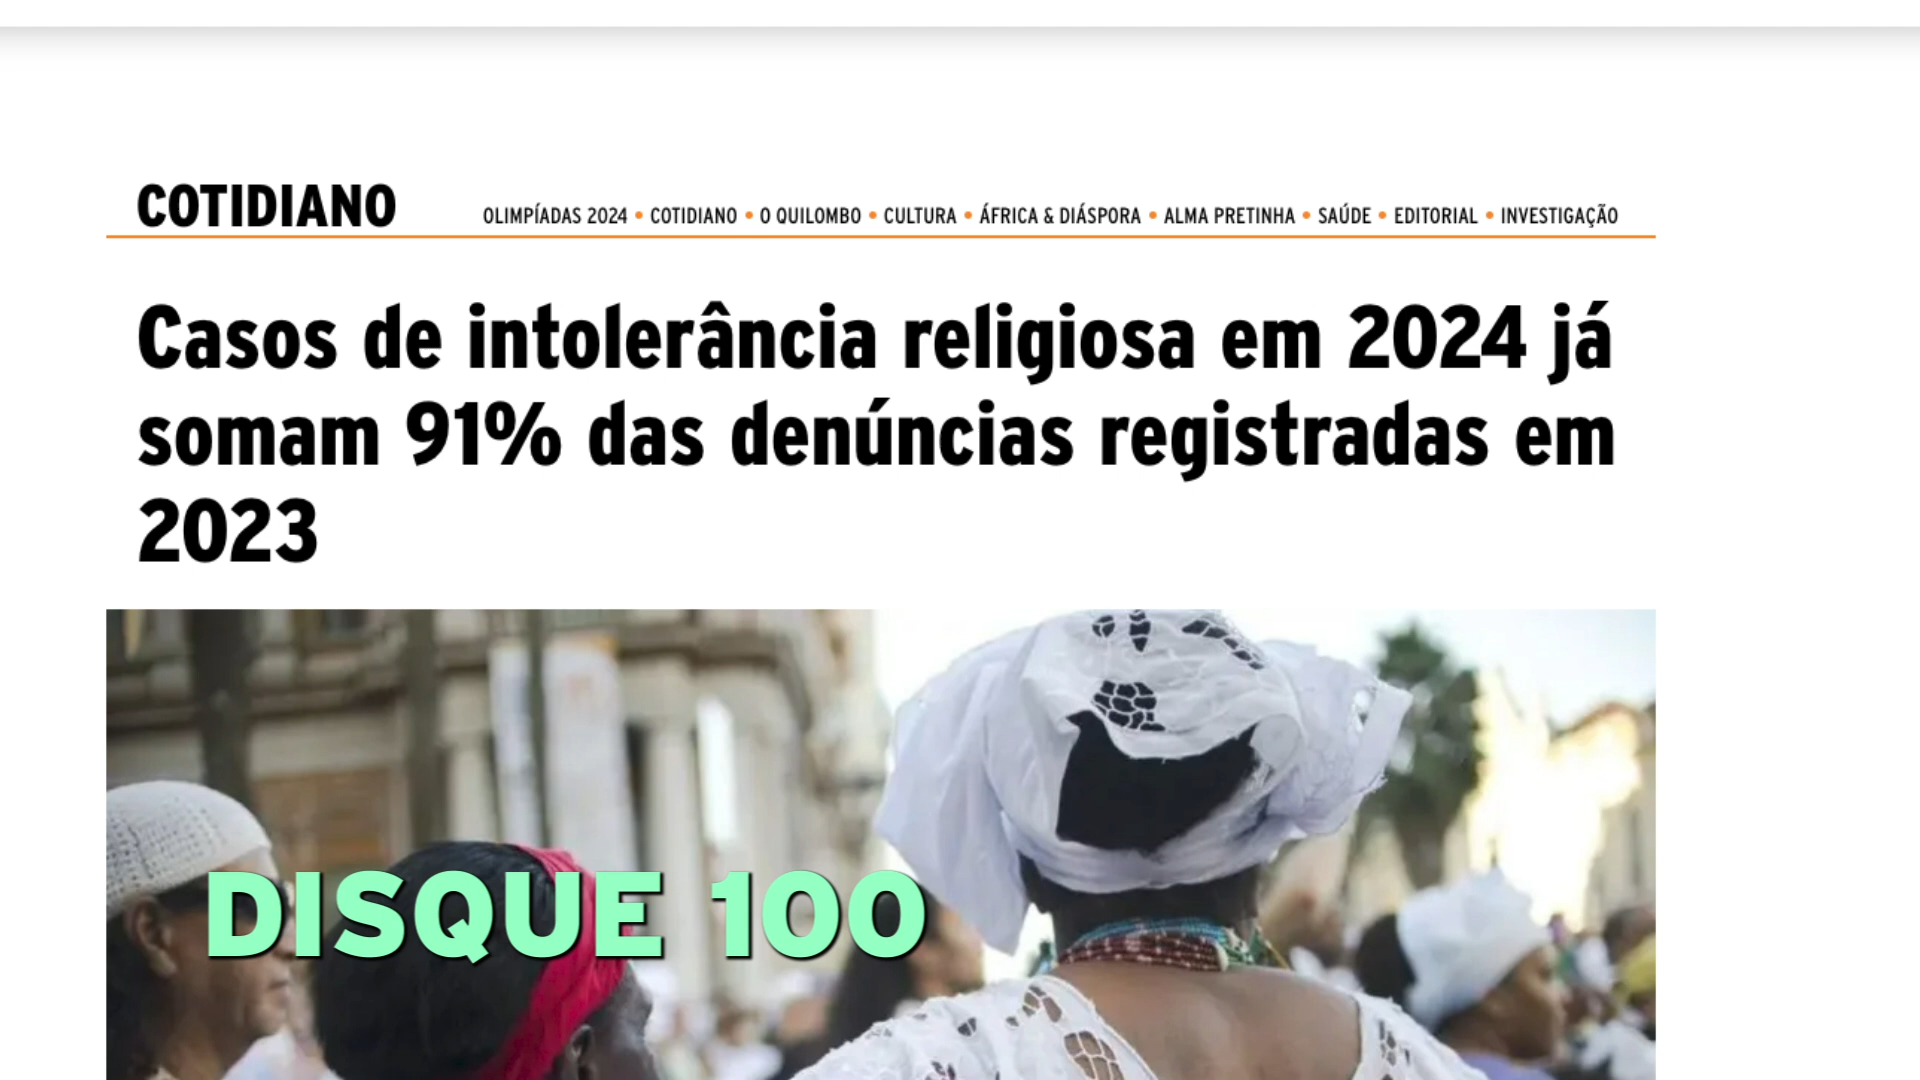 COTIDIANO
OLIMPÍADAS 2024 • COTIDIANO • O QUILOMBO • CULTURA • ÁFRICA & DIÁSPORA • ALMA PRETINHA • SAÚDE • EDITORIAL • INVESTIGAÇÃO
Casos de intolerância religiosa em 2024 já
somam 91% das denúncias registradas em
2023
DISQUE 100